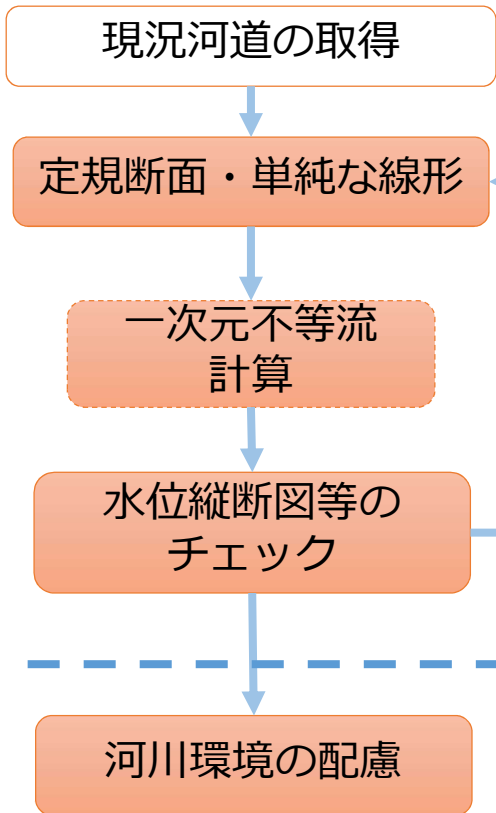 現況河道の取得
定規断面・単純な線形
一次元不等流
計算
水位縦断図等の
チェック
河川環境の配慮